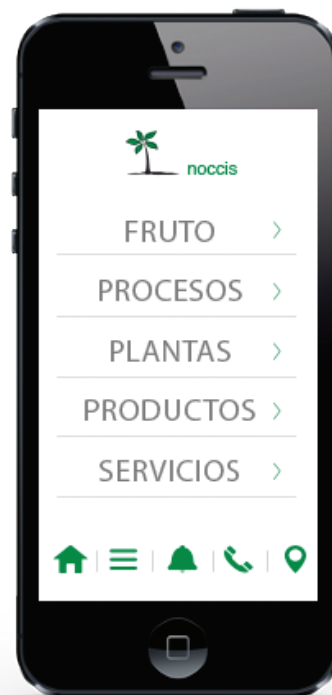 noccis
FRUTO
PROCESOS
PLANTAS
PRODUCTOS
SERVICIOS